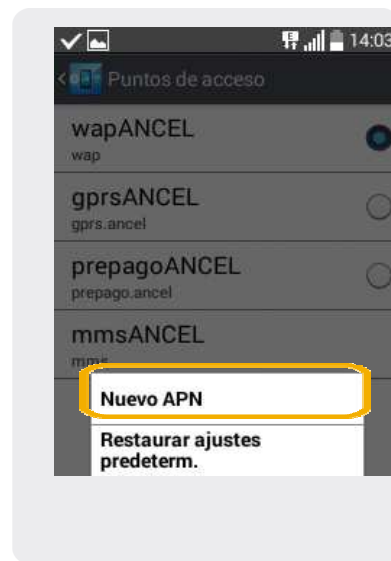 E 14:03
Puntos de acceso
wapANCEL
wap
gprsANCEL
gprs.ancel
prepagoANCEL
prepago.ancel
mmsANCEL
mms
Nuevo APN
Restaurar ajustes
predeterm.